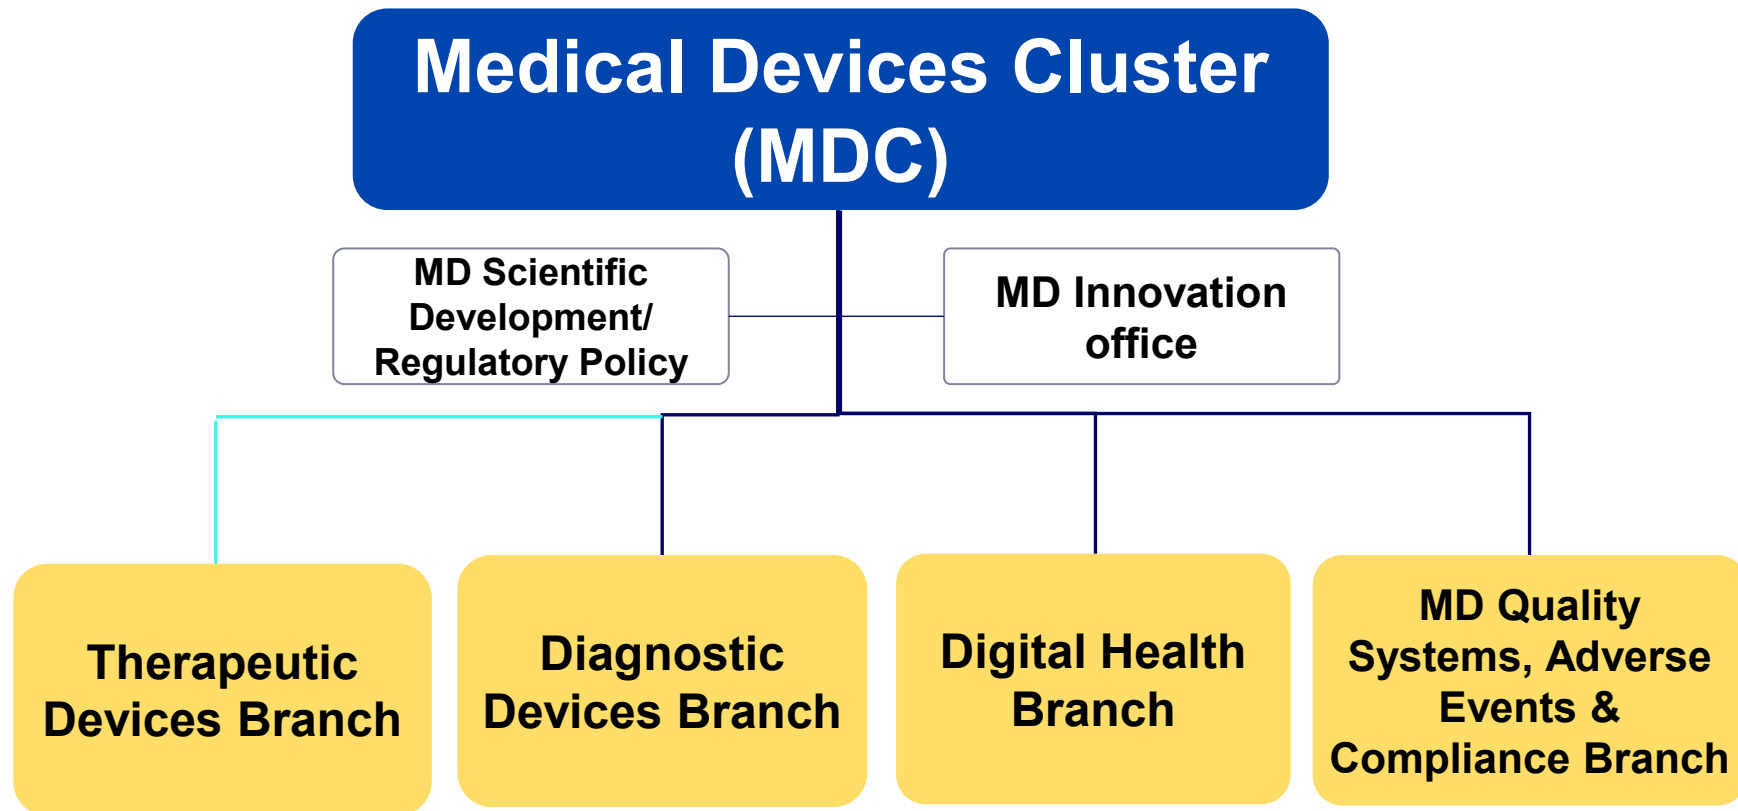 Medical Devices Cluster
(MDC)
MD Scientific
Development/
Regulatory Policy
MD Innovation
office
Therapeutic
Devices Branch
Diagnostic
Devices Branch
Digital Health
Branch
MD Quality
Systems, Adverse
Events &
Compliance Branch